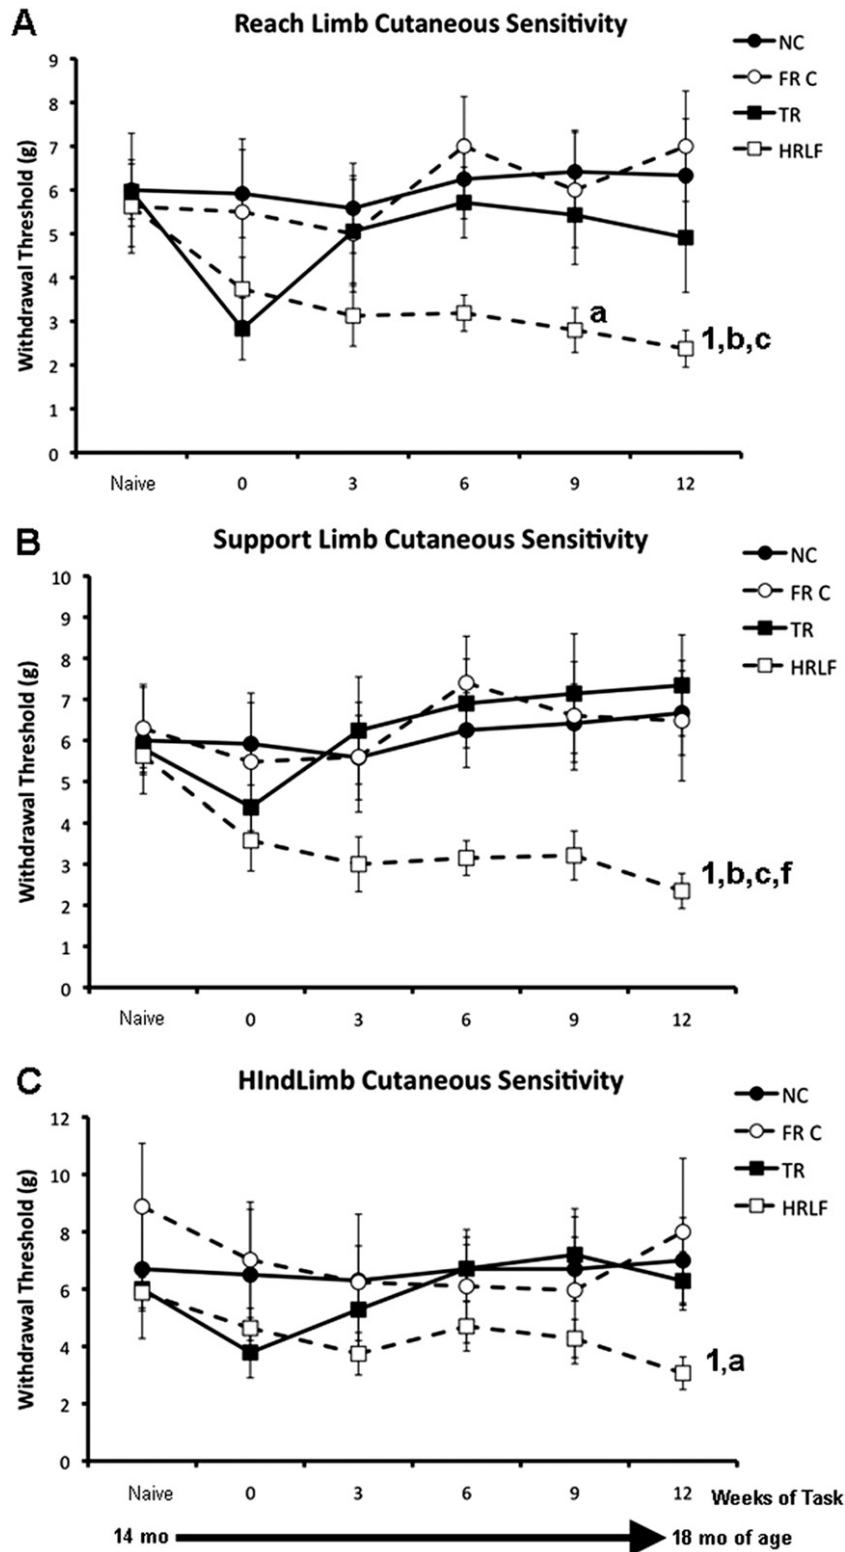 A
Reach Limb Cutaneous Sensitivity
NC
FR C
TR
HRLF
Withdrawal Threshold (g)
9
8
7
6
5
4
3
2
1
0
a
1,b,c
Naive 0 3 6 9 12
B
Support Limb Cutaneous Sensitivity
NC
FR C
TR
HRLF
Withdrawal Threshold (g)
10
9
8
7
6
5
4
3
2
1
0
1,b,c,f
Naive 0 3 6 9 12
C
HIndLimb Cutaneous Sensitivity
NC
FR C
TR
HRLF
Withdrawal Threshold (g)
12
10
8
6
4
2
0
1,a
Naive 0 3 6 9 12 Weeks of Task
14 mo 18 mo of age